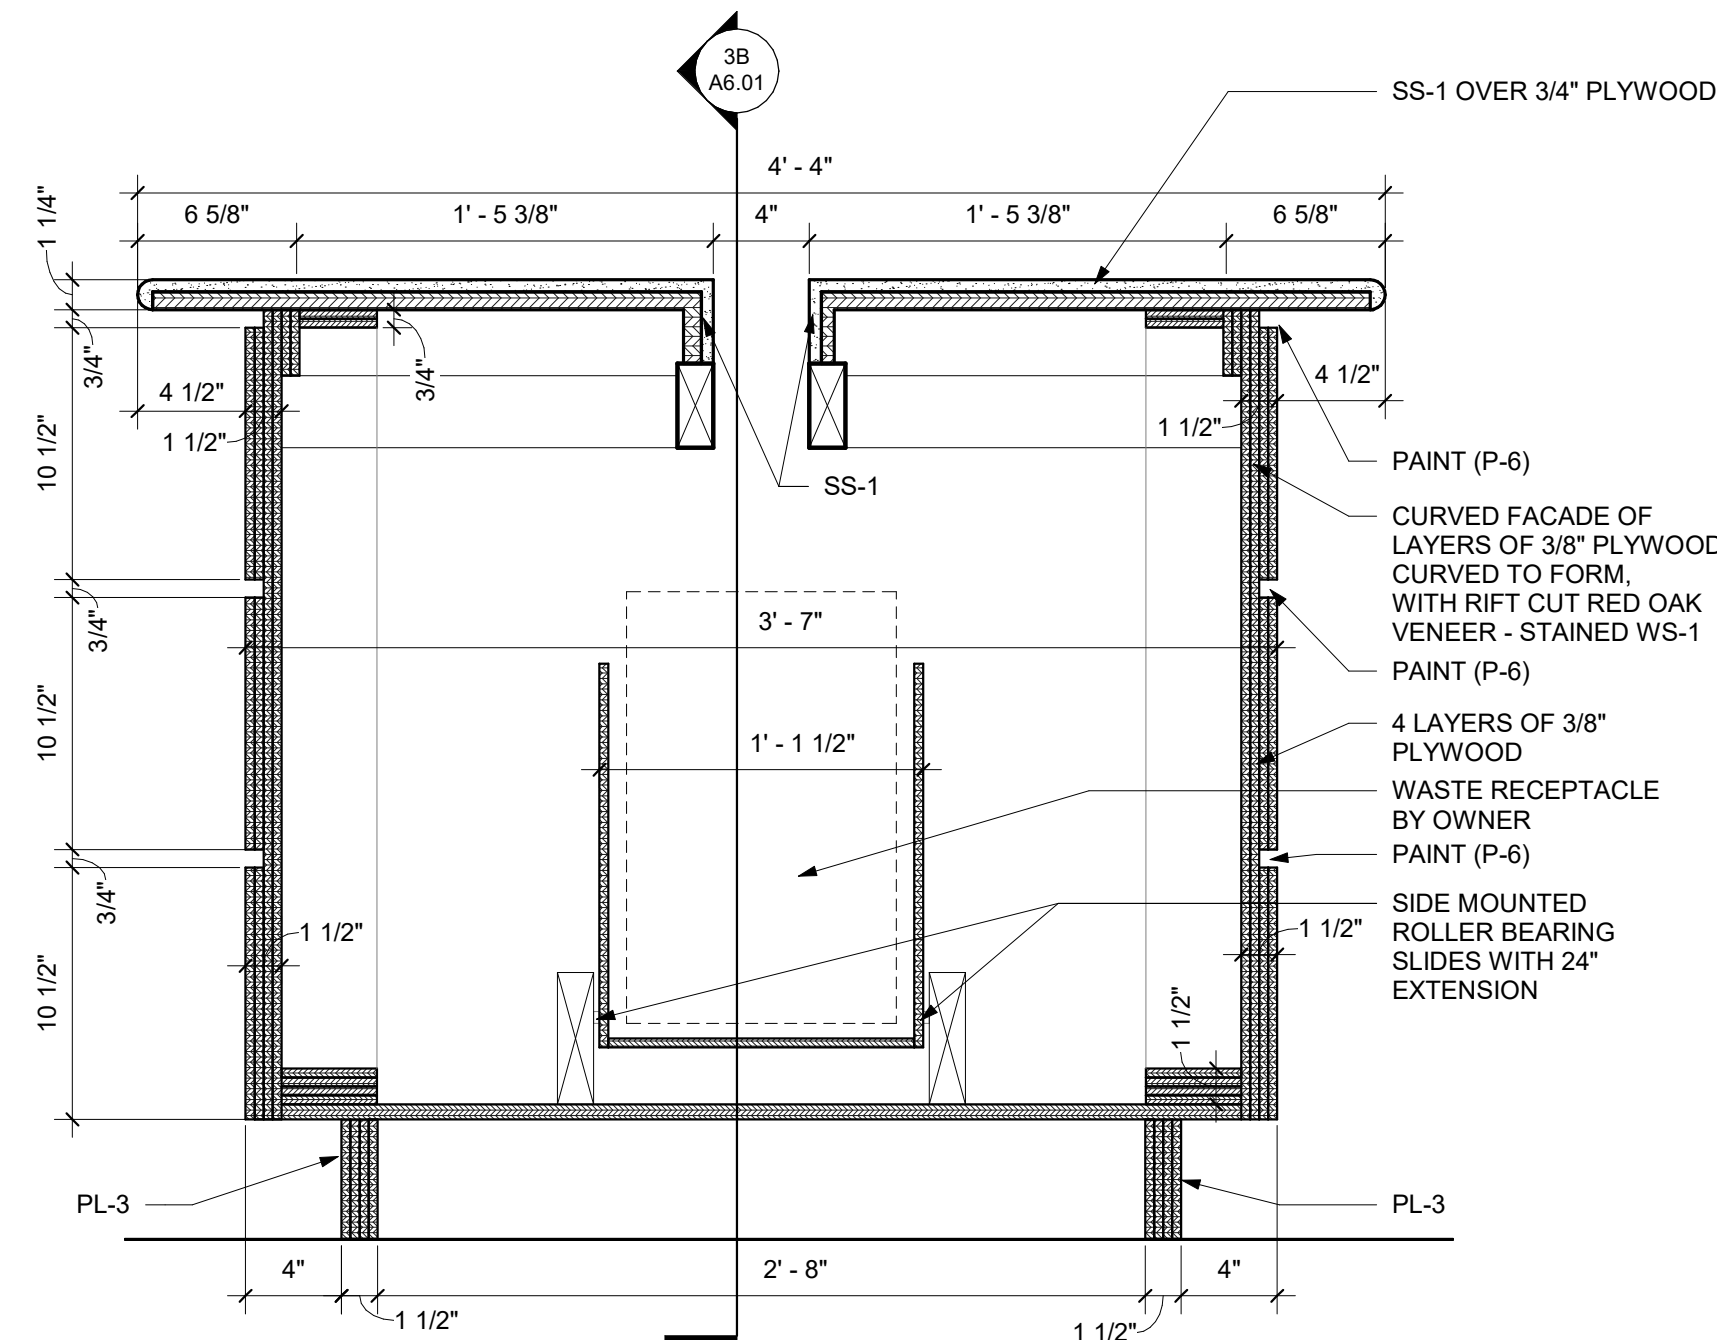 3B
A6.01
SS-1 OVER 3/4" PLYWOOD
4' - 4"
6 5/8"
1' - 5 3/8"
4"
1' - 5 3/8"
6 5/8"
1 1/4"
3/4"
3/4"
4 1/2"
4 1/2"
1 1/2"
1 1/2"
10 1/2"
SS-1
PAINT (P-6)
CURVED FACADE OF
LAYERS OF 3/8" PLYWOOD
CURVED TO FORM,
WITH RIFT CUT RED OAK
VENEER - STAINED WS-1
3/4"
3' - 7"
PAINT (P-6)
10 1/2"
1' - 1 1/2"
4 LAYERS OF 3/8"
PLYWOOD
WASTE RECEPTACLE
BY OWNER
PAINT (P-6)
3/4"
SIDE MOUNTED
ROLLER BEARING
SLIDES WITH 24"
EXTENSION
1 1/2"
1 1/2"
10 1/2"
1 1/2"
PL-3
PL-3
4"
2' - 8"
4"
1 1/2"
1 1/2"